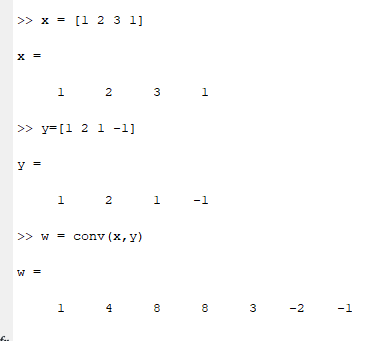 >> x = [1 2 3 1]
x =
1 2 3 1
>> y=[1 2 1 -1]
y =
1 2 1 -1
>> w = conv(x,y)
w =
1 4 8 8 3 -2 -1